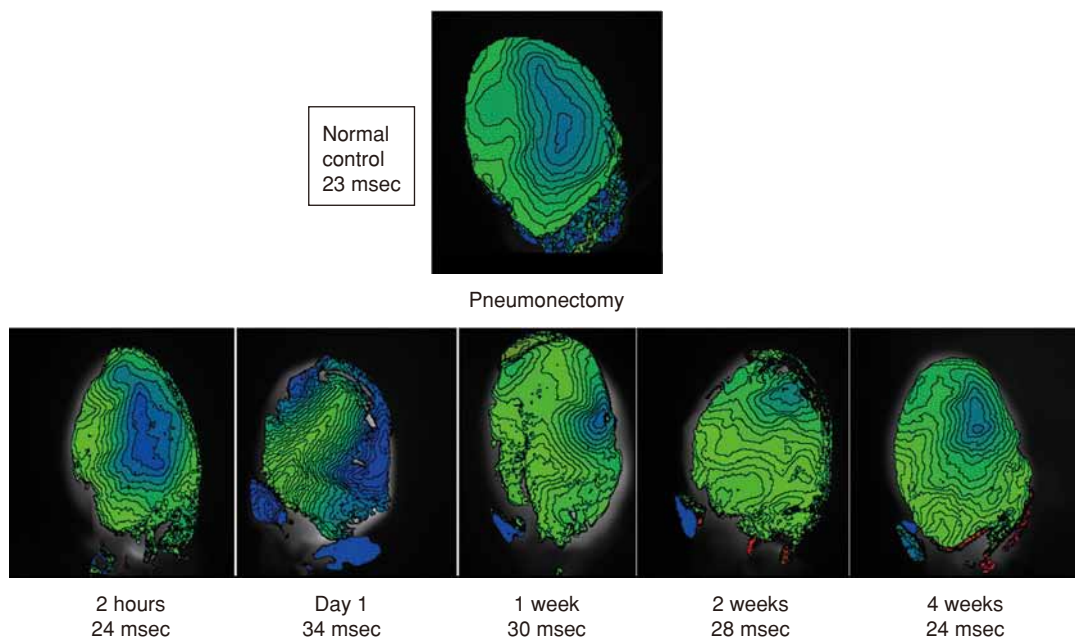 Normal
control
23 msec
Pneumonectomy
2 hours
24 msec
Day 1
34 msec
1 week
30 msec
2 weeks
28 msec
4 weeks
24 msec